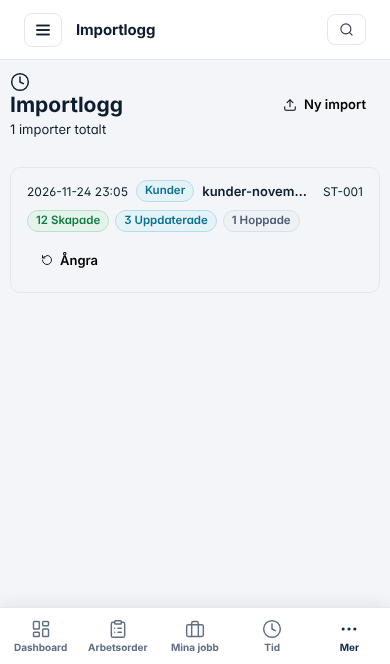 Importlogg
Importlogg
Ny import
1 importer totalt
2026-11-24 23:05 Kunder kunder-novem... ST-001
12 Skapade 3 Uppdaterade 1 Hoppade
Ångra
Dashboard Arbetsorder Mina jobb Tid Mer